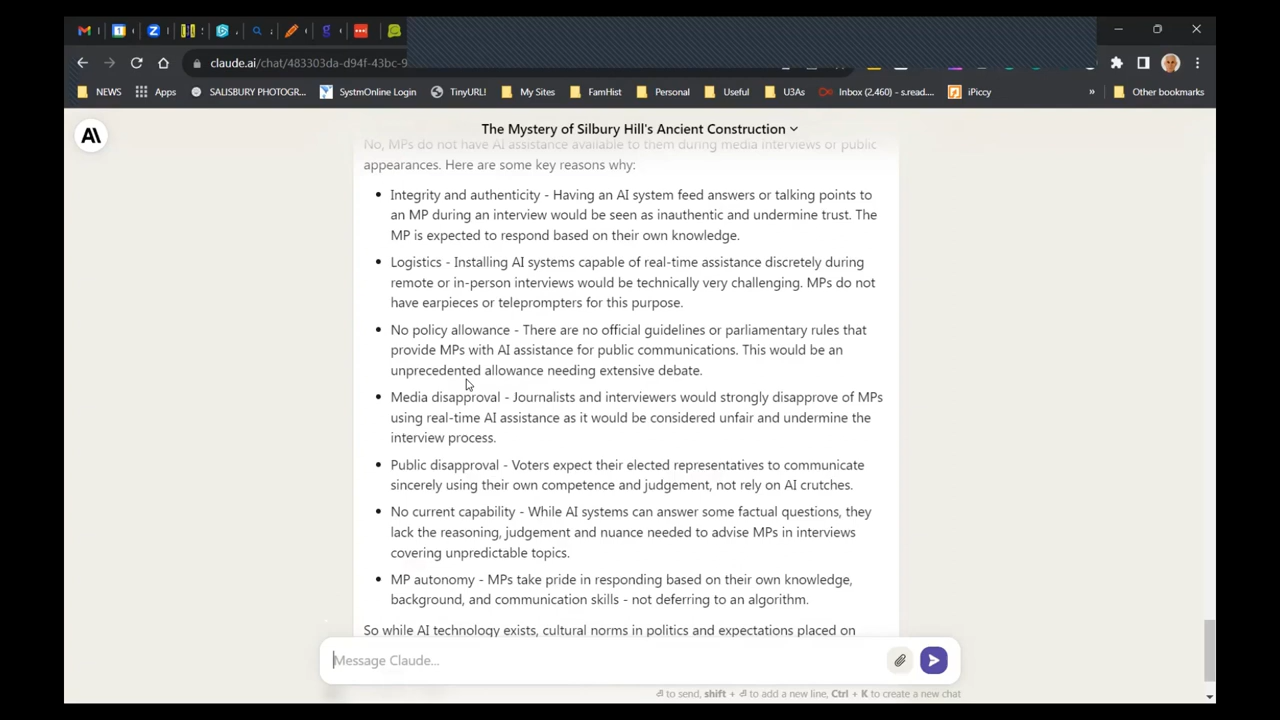 claude.ai/chat/483303da-d94f-43bc-9
NEWS Apps SALISBURY PHOTOGR... SystmOnline Login TinyURL! My Sites FamHist Personal Useful U3As Inbox (2,460) - s.read.... iPiccy » Other bookmarks
The Mystery of Silbury Hill's Ancient Construction
No, MPs do not have AI assistance available to them during media interviews or public
appearances. Here are some key reasons why:
• Integrity and authenticity - Having an AI system feed answers or talking points to
an MP during an interview would be seen as inauthentic and undermine trust. The
MP is expected to respond based on their own knowledge.
• Logistics - Installing AI systems capable of real-time assistance discretely during
remote or in-person interviews would be technically very challenging. MPs do not
have earpieces or teleprompters for this purpose.
• No policy allowance - There are no official guidelines or parliamentary rules that
provide MPs with AI assistance for public communications. This would be an
unprecedented allowance needing extensive debate.
• Media disapproval - Journalists and interviewers would strongly disapprove of MPs
using real-time AI assistance as it would be considered unfair and undermine the
interview process.
• Public disapproval - Voters expect their elected representatives to communicate
sincerely using their own competence and judgement, not rely on AI crutches.
• No current capability - While AI systems can answer some factual questions, they
lack the reasoning, judgement and nuance needed to advise MPs in interviews
covering unpredictable topics.
• MP autonomy - MPs take pride in responding based on their own knowledge,
background, and communication skills - not deferring to an algorithm.
So while AI technology exists, cultural norms in politics and expectations placed on
Message Claude...
⏎ to send, shift + ⏎ to add a new line, Ctrl + K to create a new chat